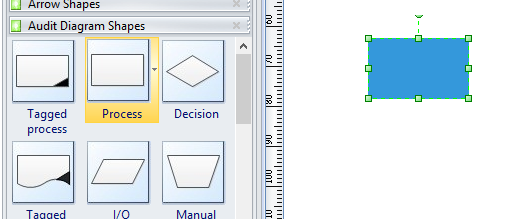 Arrow Shapes
Audit Diagram Shapes
Tagged process
Process
Decision
Tagged
I/O
Manual